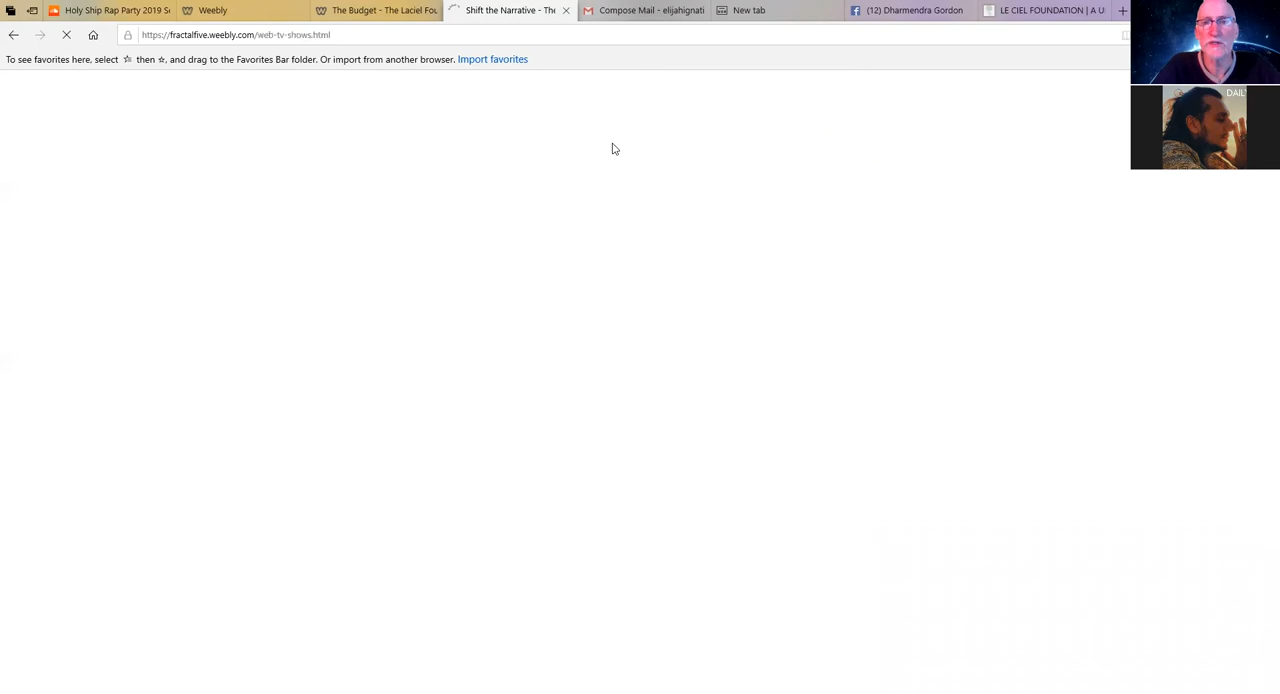 Holy Ship Rap Party 2019 Se
Weebly
The Budget - The Laciel Fou
Shift the Narrative - The
Compose Mail - elijahignati
New tab
(12) Dharmendra Gordon
LE CIEL FOUNDATION | A U
https://fractalfive.weebly.com/web-tv-shows.html
To see favorites here, select ☆ then ☆, and drag to the Favorites Bar folder. Or import from another browser. Import favorites
DAIL